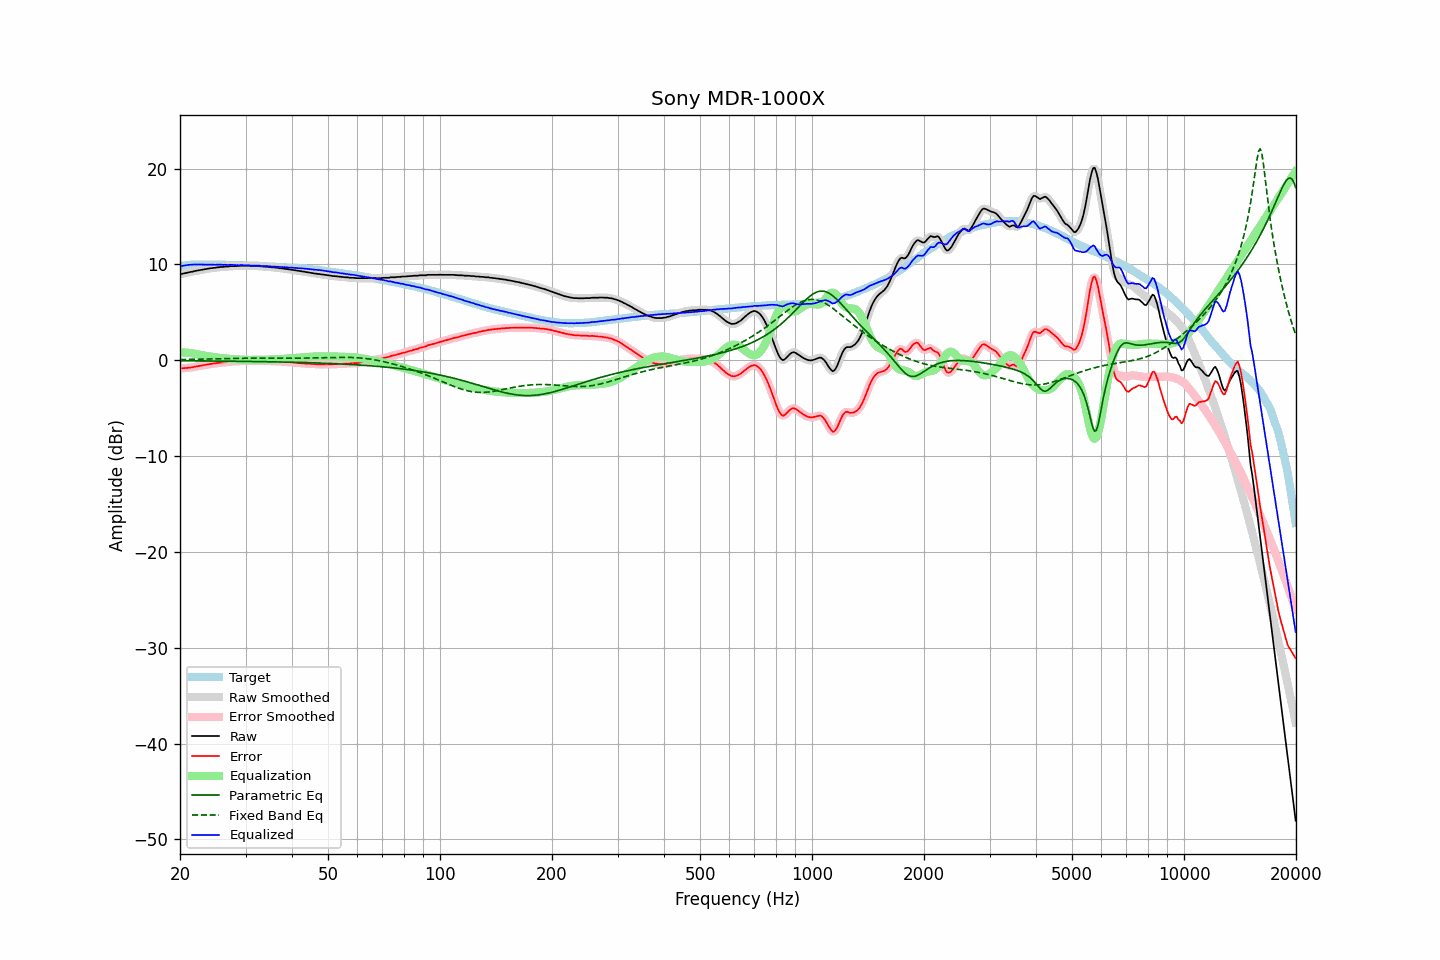 Sony MDR-1000X
20
10
0
−10
−20
−30
−40
−50
Amplitude (dBr)
Target
Raw Smoothed
Error Smoothed
Raw
Error
Equalization
Parametric Eq
Fixed Band Eq
Equalized
20 50 100 200 500 1000 2000 5000 10000 20000
Frequency (Hz)